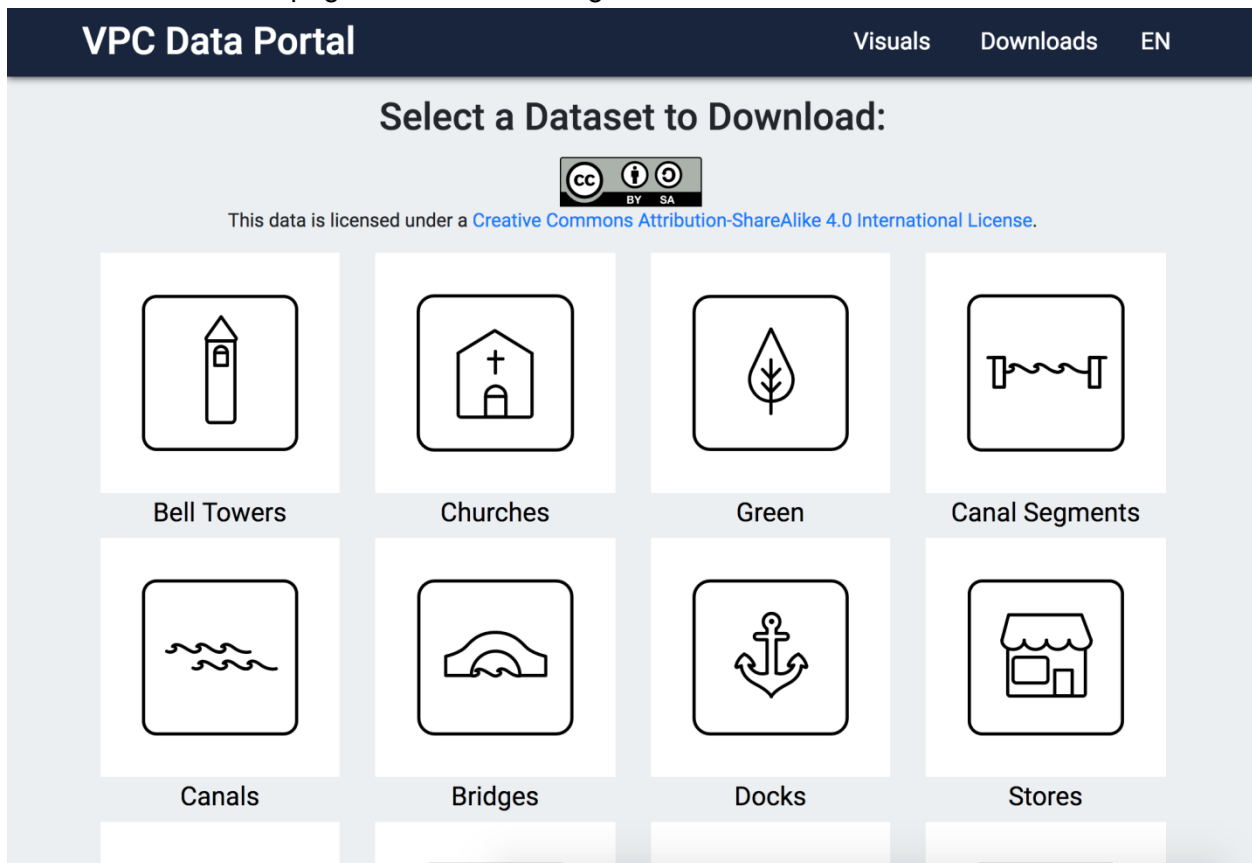 VPC Data Portal Visuals Downloads EN
Select a Dataset to Download:
cc BY SA
This data is licensed under a Creative Commons Attribution-ShareAlike 4.0 International License.
Bell Towers Churches Green Canal Segments
Canals Bridges Docks Stores